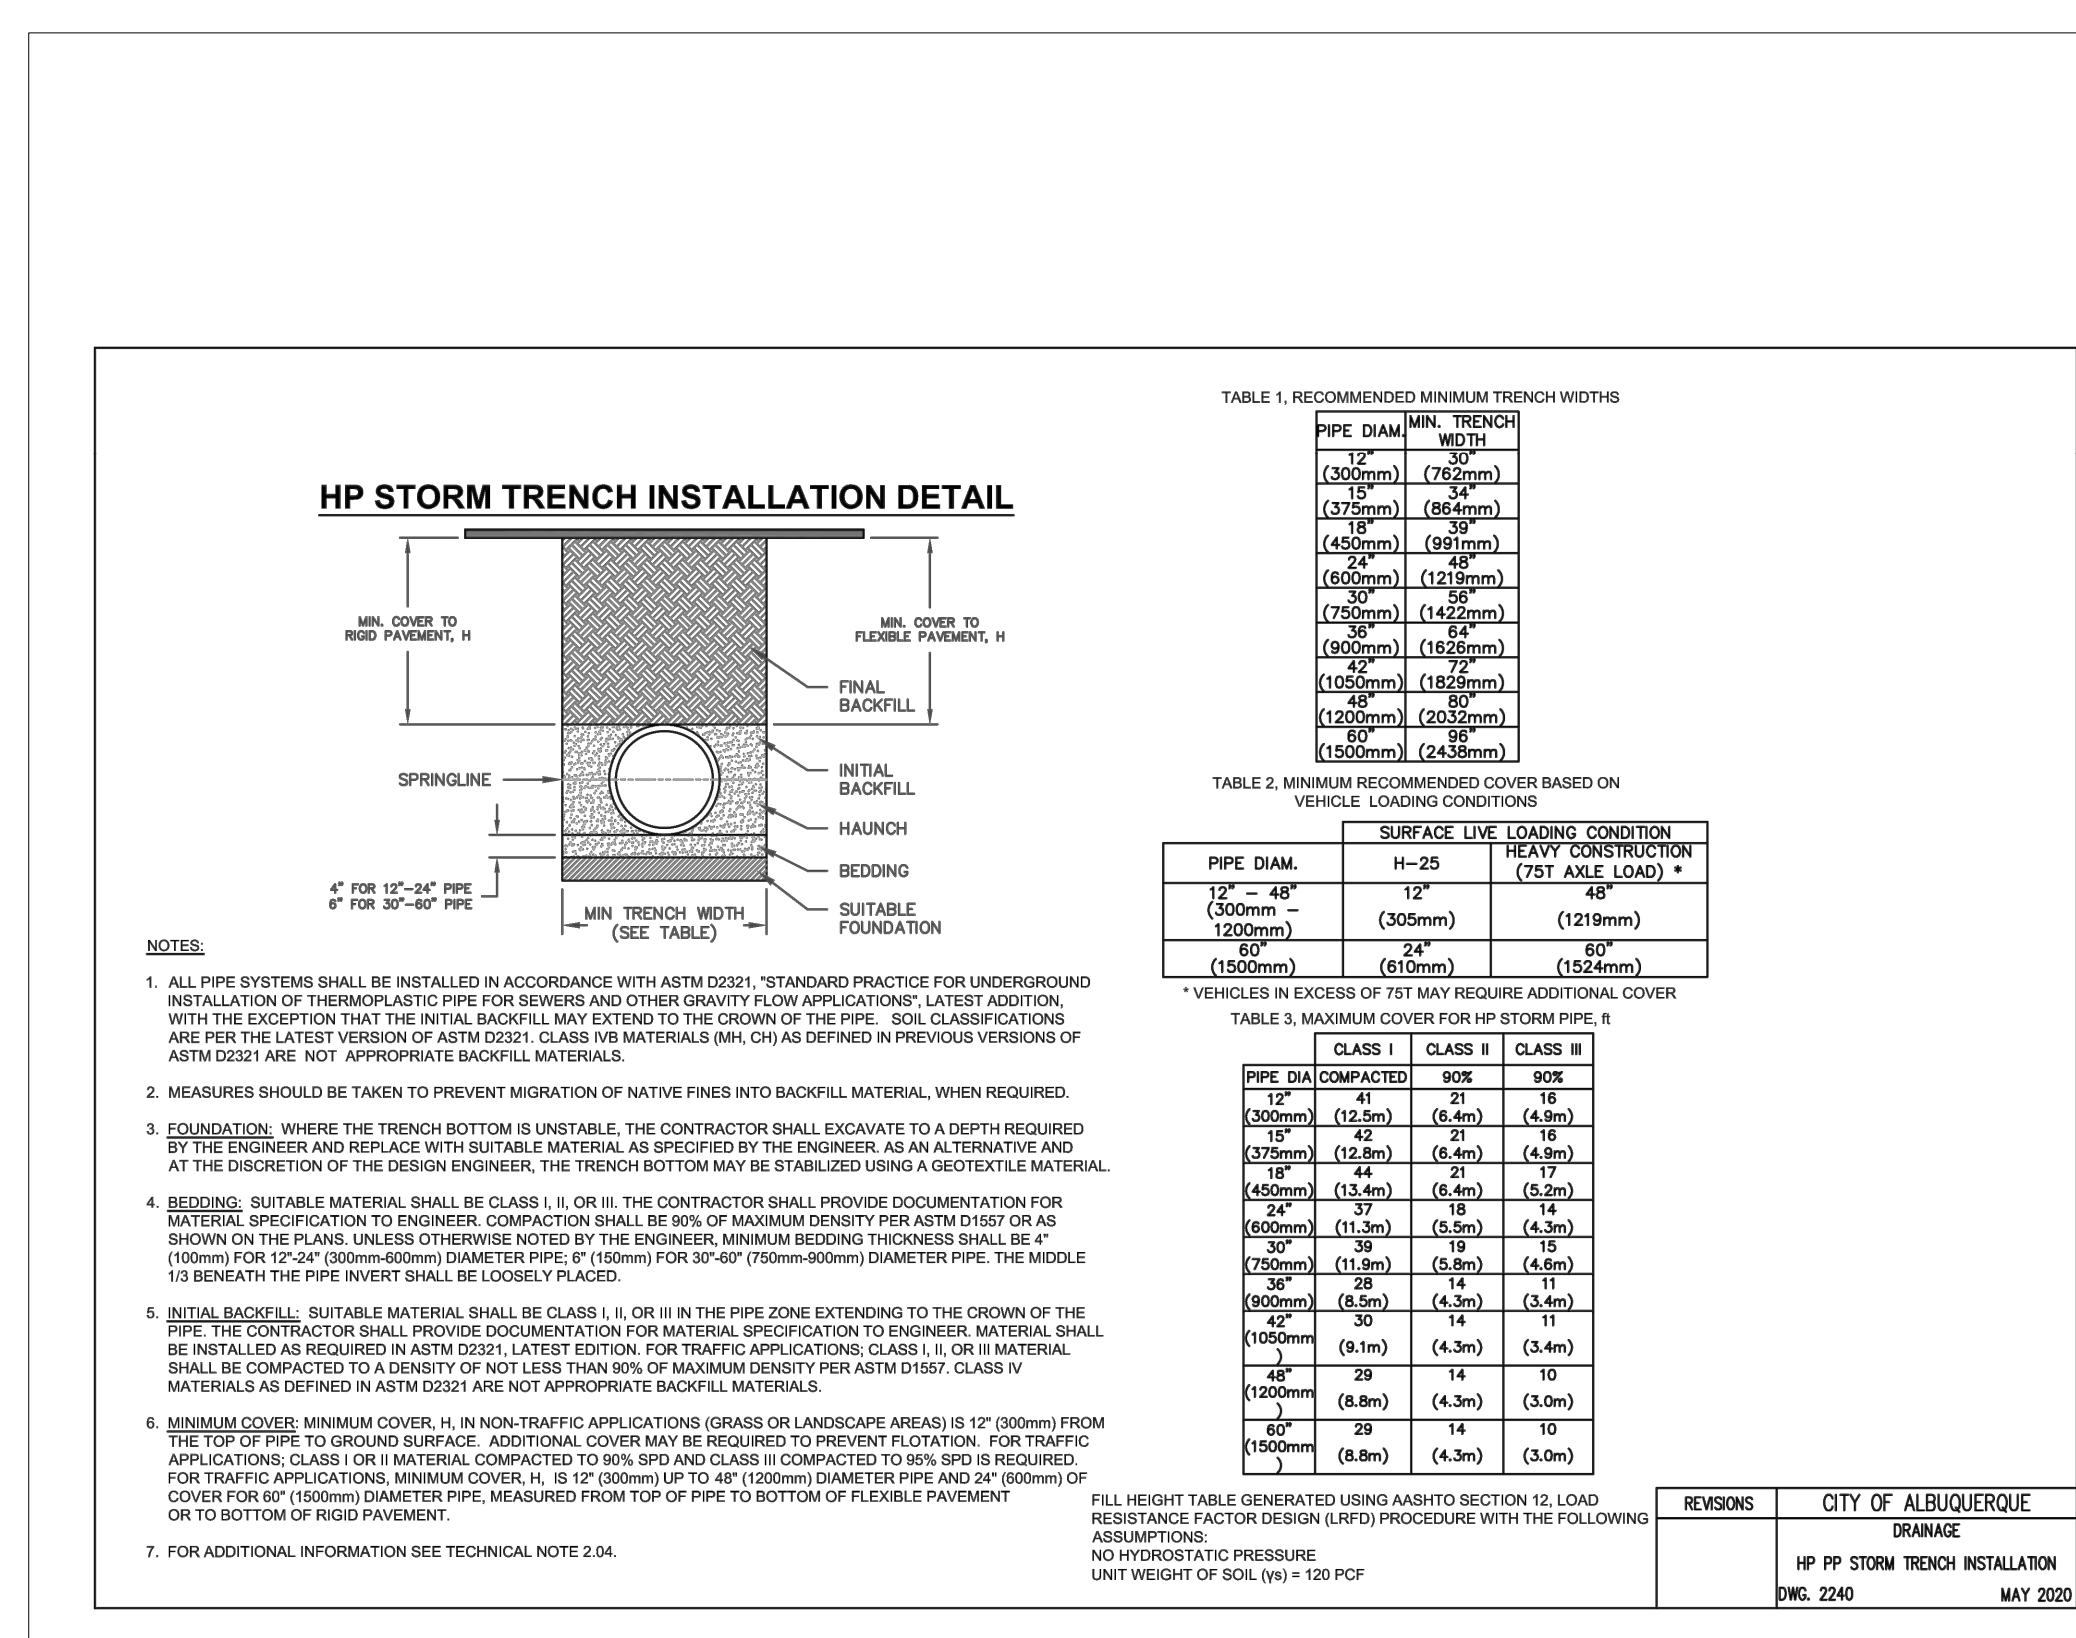 HP STORM TRENCH INSTALLATION DETAIL
MIN. COVER TO
RIGID PAVEMENT, H
MIN. COVER TO
FLEXIBLE PAVEMENT, H
FINAL
BACKFILL
SPRINGLINE
INITIAL
BACKFILL
HAUNCH
BEDDING
4" FOR 12"-24" PIPE
6" FOR 30"-60" PIPE
MIN TRENCH WIDTH
(SEE TABLE)
SUITABLE
FOUNDATION
NOTES:
1. ALL PIPE SYSTEMS SHALL BE INSTALLED IN ACCORDANCE WITH ASTM D2321, "STANDARD PRACTICE FOR UNDERGROUND
INSTALLATION OF THERMOPLASTIC PIPE FOR SEWERS AND OTHER GRAVITY FLOW APPLICATIONS", LATEST ADDITION,
WITH THE EXCEPTION THAT THE INITIAL BACKFILL MAY EXTEND TO THE CROWN OF THE PIPE. SOIL CLASSIFICATIONS
ARE PER THE LATEST VERSION OF ASTM D2321. CLASS IVB MATERIALS (MH, CH) AS DEFINED IN PREVIOUS VERSIONS OF
ASTM D2321 ARE NOT APPROPRIATE BACKFILL MATERIALS.
2. MEASURES SHOULD BE TAKEN TO PREVENT MIGRATION OF NATIVE FINES INTO BACKFILL MATERIAL, WHEN REQUIRED.
3. FOUNDATION: WHERE THE TRENCH BOTTOM IS UNSTABLE, THE CONTRACTOR SHALL EXCAVATE TO A DEPTH REQUIRED
BY THE ENGINEER AND REPLACE WITH SUITABLE MATERIAL AS SPECIFIED BY THE ENGINEER. AS AN ALTERNATIVE AND
AT THE DISCRETION OF THE DESIGN ENGINEER, THE TRENCH BOTTOM MAY BE STABILIZED USING A GEOTEXTILE MATERIAL.
4. BEDDING: SUITABLE MATERIAL SHALL BE CLASS I, II, OR III. THE CONTRACTOR SHALL PROVIDE DOCUMENTATION FOR
MATERIAL SPECIFICATION TO ENGINEER. COMPACTION SHALL BE 90% OF MAXIMUM DENSITY PER ASTM D1557 OR AS
SHOWN ON THE PLANS. UNLESS OTHERWISE NOTED BY THE ENGINEER, MINIMUM BEDDING THICKNESS SHALL BE 4"
(100mm) FOR 12"-24" (300mm-600mm) DIAMETER PIPE; 6" (150mm) FOR 30"-60" (750mm-900mm) DIAMETER PIPE. THE MIDDLE
1/3 BENEATH THE PIPE INVERT SHALL BE LOOSELY PLACED.
5. INITIAL BACKFILL: SUITABLE MATERIAL SHALL BE CLASS I, II, OR III IN THE PIPE ZONE EXTENDING TO THE CROWN OF THE
PIPE. THE CONTRACTOR SHALL PROVIDE DOCUMENTATION FOR MATERIAL SPECIFICATION TO ENGINEER. MATERIAL SHALL
BE INSTALLED AS REQUIRED IN ASTM D2321, LATEST EDITION. FOR TRAFFIC APPLICATIONS; CLASS I, II, OR III MATERIAL
SHALL BE COMPACTED TO A DENSITY OF NOT LESS THAN 90% OF MAXIMUM DENSITY PER ASTM D1557. CLASS IV
MATERIALS AS DEFINED IN ASTM D2321 ARE NOT APPROPRIATE BACKFILL MATERIALS.
6. MINIMUM COVER: MINIMUM COVER, H, IN NON-TRAFFIC APPLICATIONS (GRASS OR LANDSCAPE AREAS) IS 12" (300mm) FROM
THE TOP OF PIPE TO GROUND SURFACE. ADDITIONAL COVER MAY BE REQUIRED TO PREVENT FLOTATION. FOR TRAFFIC
APPLICATIONS; CLASS I OR II MATERIAL COMPACTED TO 90% SPD AND CLASS III COMPACTED TO 95% SPD IS REQUIRED.
FOR TRAFFIC APPLICATIONS, MINIMUM COVER, H, IS 12" (300mm) UP TO 48" (1200mm) DIAMETER PIPE AND 24" (600mm) OF
COVER FOR 60" (1500mm) DIAMETER PIPE, MEASURED FROM TOP OF PIPE TO BOTTOM OF FLEXIBLE PAVEMENT
OR TO BOTTOM OF RIGID PAVEMENT.
7. FOR ADDITIONAL INFORMATION SEE TECHNICAL NOTE 2.04.
TABLE 1, RECOMMENDED MINIMUM TRENCH WIDTHS
PIPE DIAM. MIN. TRENCH
WIDTH
12" 30"
(300mm) (762mm)
15" 34"
(375mm) (864mm)
18" 39"
(450mm) (991mm)
24" 48"
(600mm) (1219mm)
30" 56"
(750mm) (1422mm)
36" 64"
(900mm) (1626mm)
42" 72"
(1050mm) (1829mm)
48" 80"
(1200mm) (2032mm)
60" 96"
(1500mm) (2438mm)
TABLE 2, MINIMUM RECOMMENDED COVER BASED ON
VEHICLE LOADING CONDITIONS
SURFACE LIVE LOADING CONDITION
PIPE DIAM. H-25 HEAVY CONSTRUCTION
(75T AXLE LOAD) *
12" - 48" 12" 48"
(300mm - (305mm) (1219mm)
1200mm)
60" 24" 60"
(1500mm) (610mm) (1524mm)
* VEHICLES IN EXCESS OF 75T MAY REQUIRE ADDITIONAL COVER
TABLE 3, MAXIMUM COVER FOR HP STORM PIPE, ft
CLASS I CLASS II CLASS III
PIPE DIA COMPACTED 90% 90%
12" 41 21 16
(300mm) (12.5m) (6.4m) (4.9m)
15" 42 21 16
(375mm) (12.8m) (6.4m) (4.9m)
18" 44 21 17
(450mm) (13.4m) (6.4m) (5.2m)
24" 37 18 14
(600mm) (11.3m) (5.5m) (4.3m)
30" 39 19 15
(750mm) (11.9m) (5.8m) (4.6m)
36" 28 14 11
(900mm) (8.5m) (4.3m) (3.4m)
42" 30 14 11
(1050mm (9.1m) (4.3m) (3.4m)
)
48" 29 14 10
(1200mm (8.8m) (4.3m) (3.0m)
)
60" 29 14 10
(1500mm (8.8m) (4.3m) (3.0m)
)
FILL HEIGHT TABLE GENERATED USING AASHTO SECTION 12, LOAD
RESISTANCE FACTOR DESIGN (LRFD) PROCEDURE WITH THE FOLLOWING
ASSUMPTIONS:
NO HYDROSTATIC PRESSURE
UNIT WEIGHT OF SOIL (γs) = 120 PCF
REVISIONS
CITY OF ALBUQUERQUE
DRAINAGE
HP PP STORM TRENCH INSTALLATION
DWG. 2240 MAY 2020